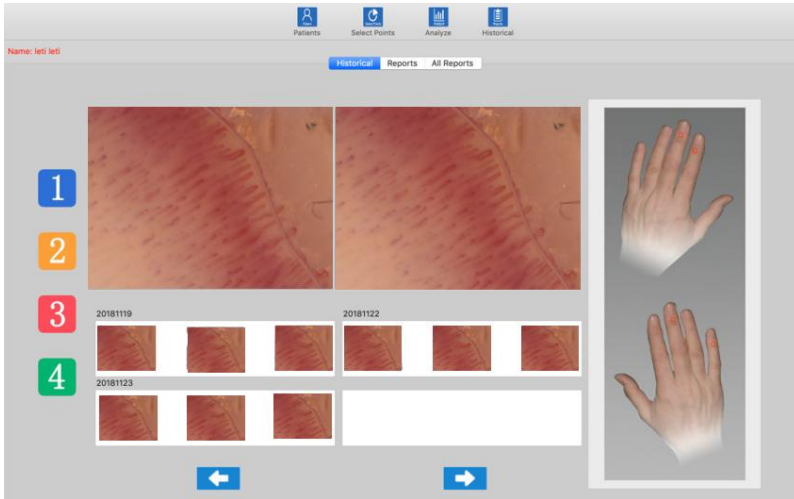 Patients Select Points Analyze Historical
Name: leti leti
Historical Reports All Reports
1
2
3
4
20181119 20181122
20181123